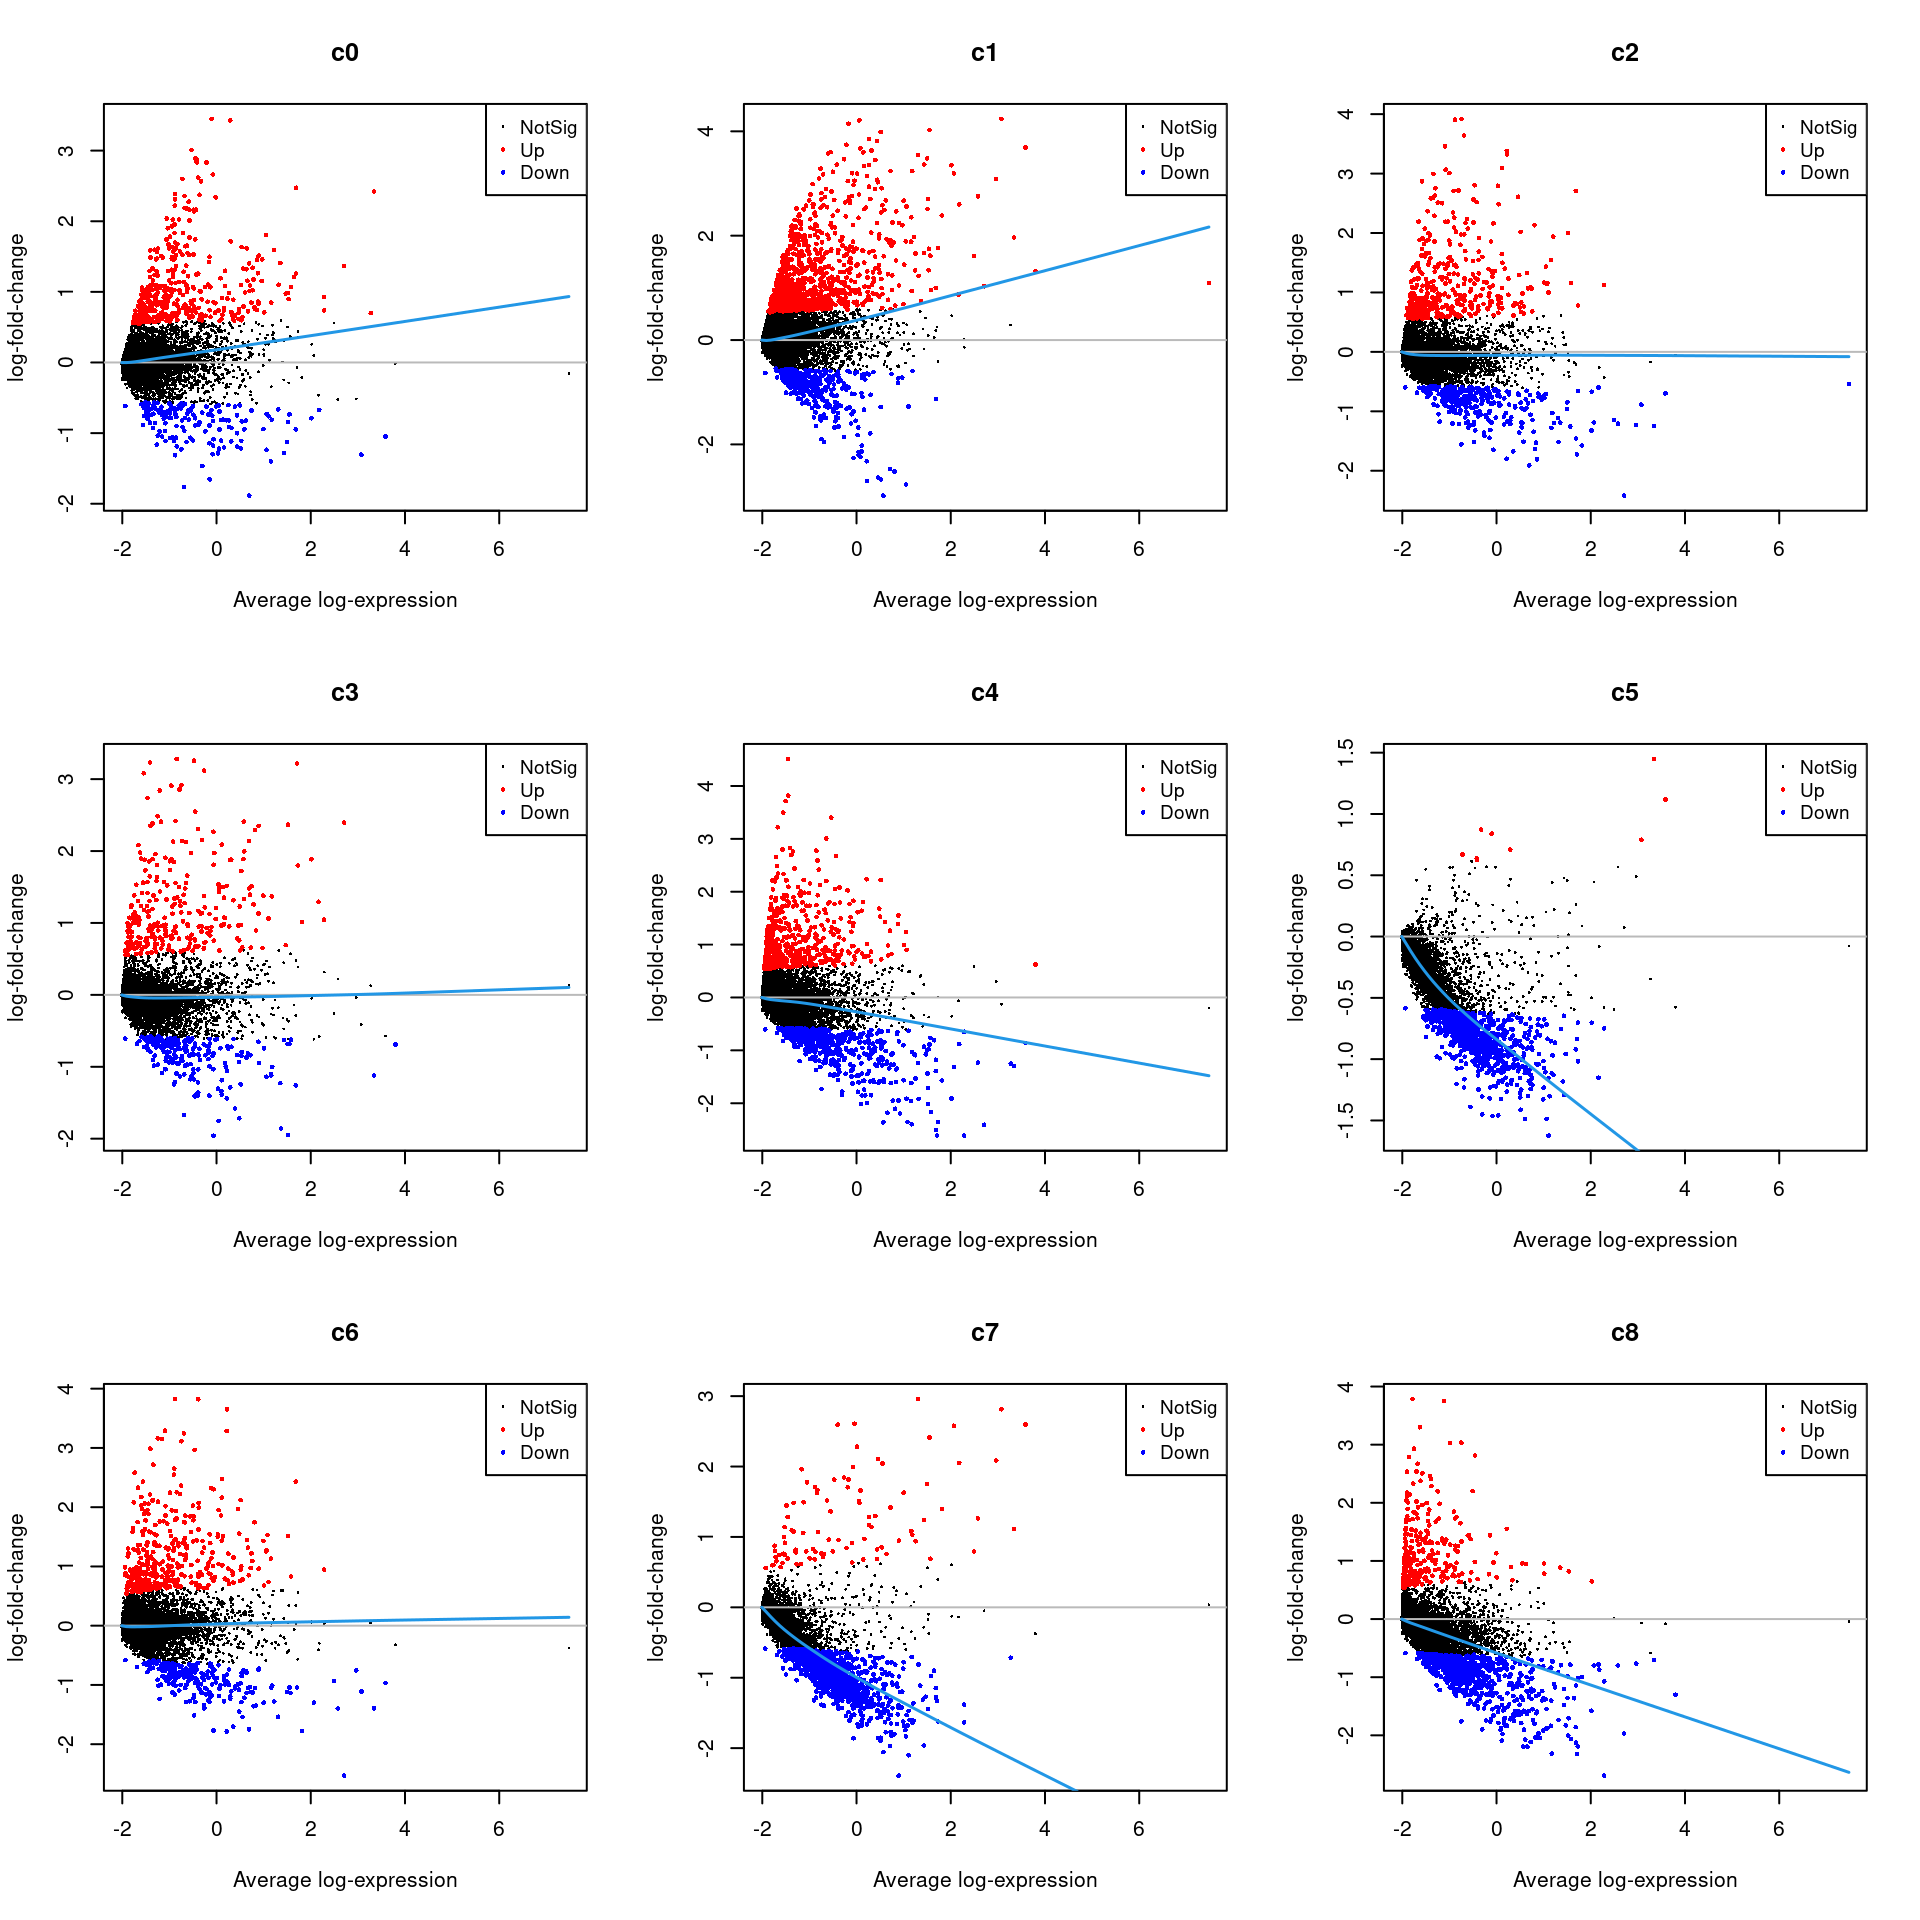 c0
NotSig
Up
Down
3
2
1
0
-1
-2
log-fold-change
-2 0 2 4 6
Average log-expression
c1
NotSig
Up
Down
4
2
0
-2
log-fold-change
-2 0 2 4 6
Average log-expression
c2
NotSig
Up
Down
4
3
2
1
0
-1
-2
log-fold-change
-2 0 2 4 6
Average log-expression
c3
NotSig
Up
Down
3
2
1
0
-1
-2
log-fold-change
-2 0 2 4 6
Average log-expression
c4
NotSig
Up
Down
4
3
2
1
0
-1
-2
log-fold-change
-2 0 2 4 6
Average log-expression
c5
NotSig
Up
Down
1.5
1.0
0.5
0.0
-0.5
-1.0
-1.5
log-fold-change
-2 0 2 4 6
Average log-expression
c6
NotSig
Up
Down
4
3
2
1
0
-1
-2
log-fold-change
-2 0 2 4 6
Average log-expression
c7
NotSig
Up
Down
3
2
1
0
-1
-2
log-fold-change
-2 0 2 4 6
Average log-expression
c8
NotSig
Up
Down
4
3
2
1
0
-1
-2
log-fold-change
-2 0 2 4 6
Average log-expression